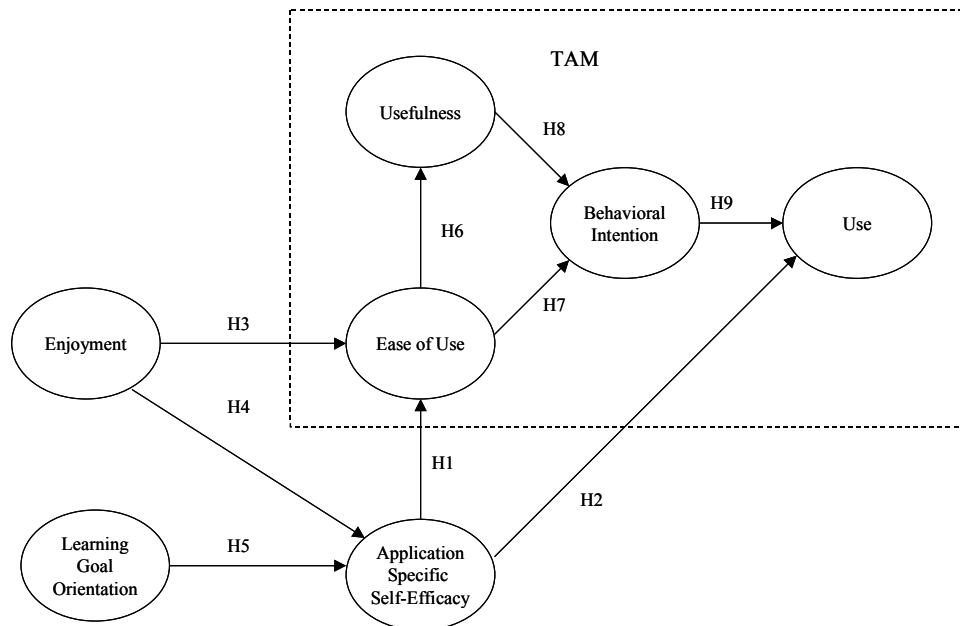 TAM
Usefulness
H8
Behavioral
Intention
H9
Use
H6
H7
Enjoyment
H3
Ease of Use
H4
H1
H2
Learning
Goal
Orientation
H5
Application
Specific
Self-Efficacy